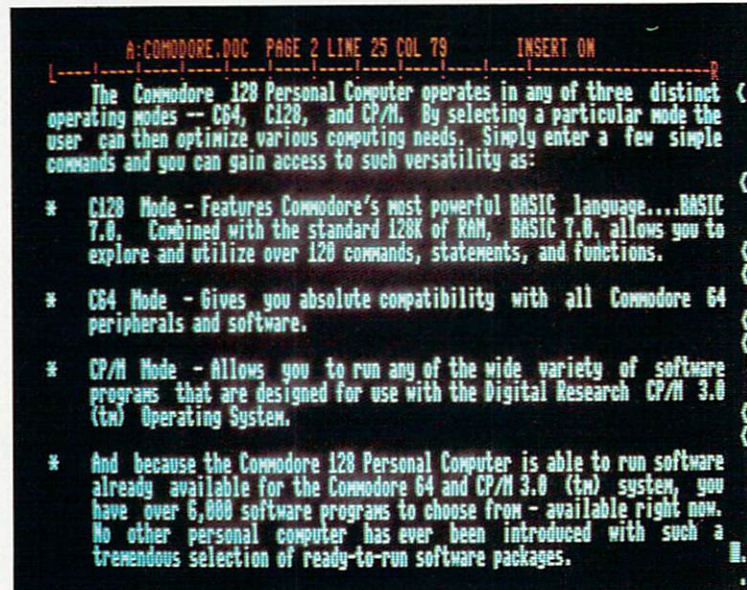 A:COMODORE.DOC PAGE 2 LINE 25 COL 79 INSERT ON
L----!----!----!----!----!----!----!----!----!----!----!--------------------R
The Commodore 128 Personal Computer operates in any of three distinct
operating modes -- C64, C128, and CP/M. By selecting a particular mode the
user can then optimize various computing needs. Simply enter a few simple
commands and you can gain access to such versatility as:
* C128 Mode - Features Commodore's most powerful BASIC language....BASIC
7.0. Combined with the standard 128K of RAM, BASIC 7.0. allows you to
explore and utilize over 120 commands, statements, and functions.
* C64 Mode - Gives you absolute compatibility with all Commodore 64
peripherals and software.
* CP/M Mode - Allows you to run any of the wide variety of software
programs that are designed for use with the Digital Research CP/M 3.0
(tm) Operating System.
* And because the Commodore 128 Personal Computer is able to run software
already available for the Commodore 64 and CP/M 3.0 (tm) system, you
have over 6,000 software programs to choose from - available right now.
No other personal computer has ever been introduced with such a
tremendous selection of ready-to-run software packages.